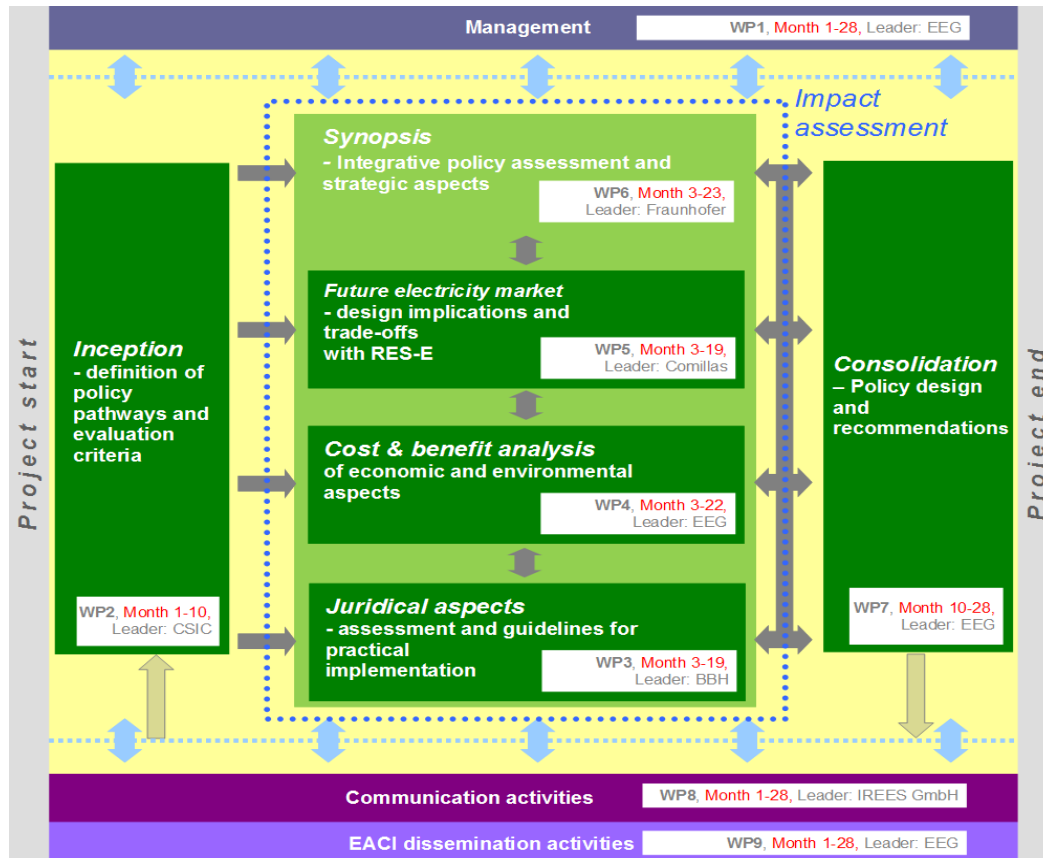 Management
WP1, Month 1-28, Leader: EEG
Impact
assessment
Project start
Inception
- definition of
policy
pathways and
evaluation
criteria
WP2, Month 1-10,
Leader: CSIC
Synopsis
- Integrative policy assessment and
strategic aspects
WP6, Month 3-23,
Leader: Fraunhofer
Future electricity market
- design implications and
trade-offs
with RES-E
WP5, Month 3-19,
Leader: Comillas
Cost & benefit analysis
of economic and environmental
aspects
WP4, Month 3-22,
Leader: EEG
Juridical aspects
- assessment and guidelines for
practical
implementation
WP3, Month 3-19,
Leader: BBH
Consolidation
– Policy design
and
recommendations
WP7, Month 10-28,
Leader: EEG
Project end
Communication activities
WP8, Month 1-28, Leader: IREES GmbH
EACI dissemination activities
WP9, Month 1-28, Leader: EEG